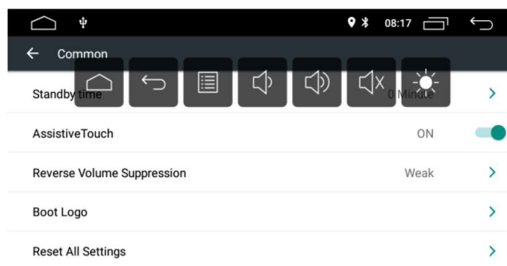 08:17
Common
Standby time 0 Minute
AssistiveTouch ON
Reverse Volume Suppression Weak
Boot Logo
Reset All Settings